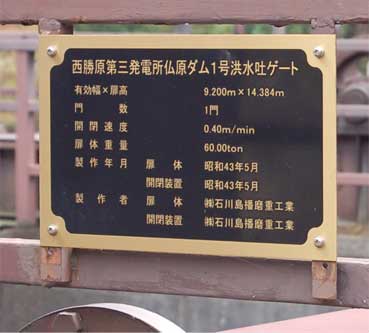 西勝原第三発電所仏原ダム1号洪水吐ゲート
有効幅×扉高 9.200m×14.384m
門数 1門
開閉速度 0.40m/min
扉体重量 60.00ton
製作年月 扉体 昭和43年5月
開閉装置 昭和43年5月
製作者 扉体 ㈱石川島播磨重工業
開閉装置 ㈱石川島播磨重工業